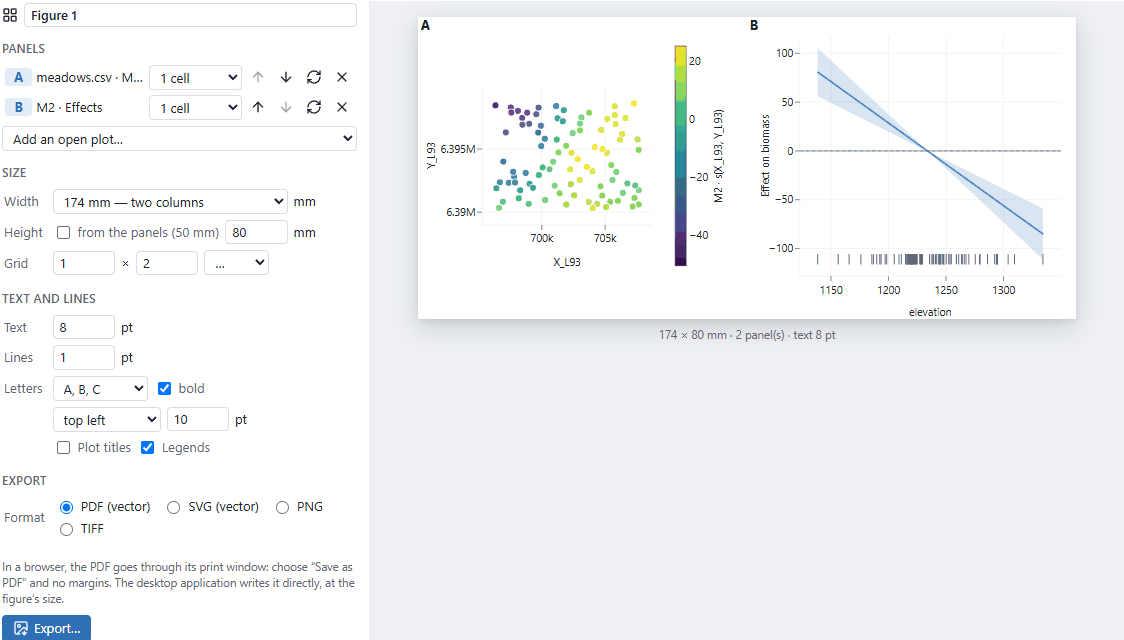 Figure 1
PANELS
A meadows.csv · M... 1 cell
B M2 · Effects 1 cell
Add an open plot...
SIZE
Width 174 mm — two columns mm
Height from the panels (50 mm) 80 mm
Grid 1 × 2 ...
TEXT AND LINES
Text 8 pt
Lines 1 pt
Letters A, B, C bold
top left 10 pt
Plot titles Legends
EXPORT
Format PDF (vector) SVG (vector) PNG
TIFF
In a browser, the PDF goes through its print window: choose “Save as
PDF” and no margins. The desktop application writes it directly, at the
figure’s size.
Export...
A
Y_L93
6.395M
6.39M
700k 705k
X_L93
20
0
−20
−40
M2 · s(X_L93, Y_L93)
B
Effect on biomass
100
50
0
−50
−100
1150 1200 1250 1300
elevation
174 × 80 mm · 2 panel(s) · text 8 pt